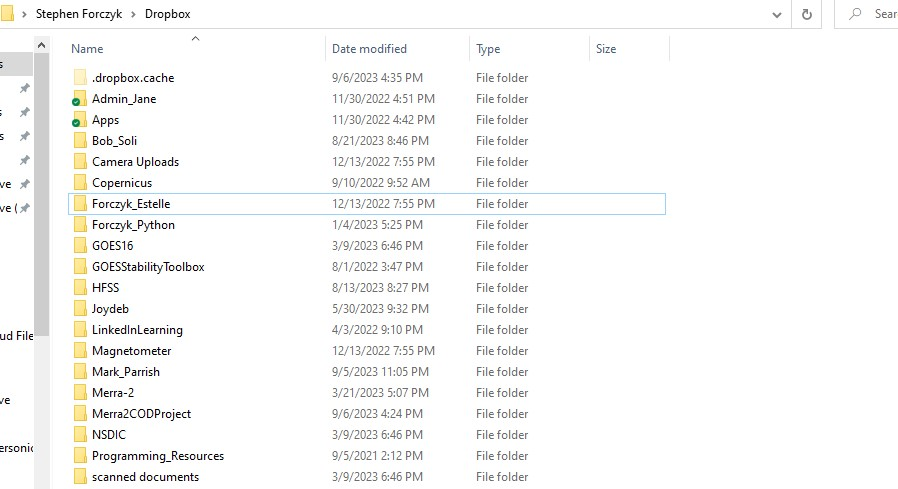 Stephen Forczyk > Dropbox Sear
Name Date modified Type Size
.dropbox.cache 9/6/2023 4:35 PM File folder
s Admin_Jane 11/30/2022 4:51 PM File folder
Apps 11/30/2022 4:42 PM File folder
s Bob_Soli 8/21/2023 8:46 PM File folder
Camera Uploads 12/13/2022 7:55 PM File folder
ve Copernicus 9/10/2022 9:52 AM File folder
ve ( Forczyk_Estelle 12/13/2022 7:55 PM File folder
Forczyk_Python 1/4/2023 5:25 PM File folder
GOES16 3/9/2023 6:46 PM File folder
GOESStabilityToolbox 8/1/2022 3:47 PM File folder
HFSS 8/13/2023 8:27 PM File folder
Joydeb 5/30/2023 9:32 PM File folder
ud File LinkedInLearning 4/3/2022 9:10 PM File folder
Magnetometer 12/13/2022 7:55 PM File folder
Mark_Parrish 9/5/2023 11:05 PM File folder
ve Merra-2 3/21/2023 5:07 PM File folder
Merra2CODProject 9/6/2023 4:24 PM File folder
NSDIC 3/9/2023 6:46 PM File folder
ersonic Programming_Resources 9/5/2021 2:12 PM File folder
scanned documents 3/9/2023 6:46 PM File folder